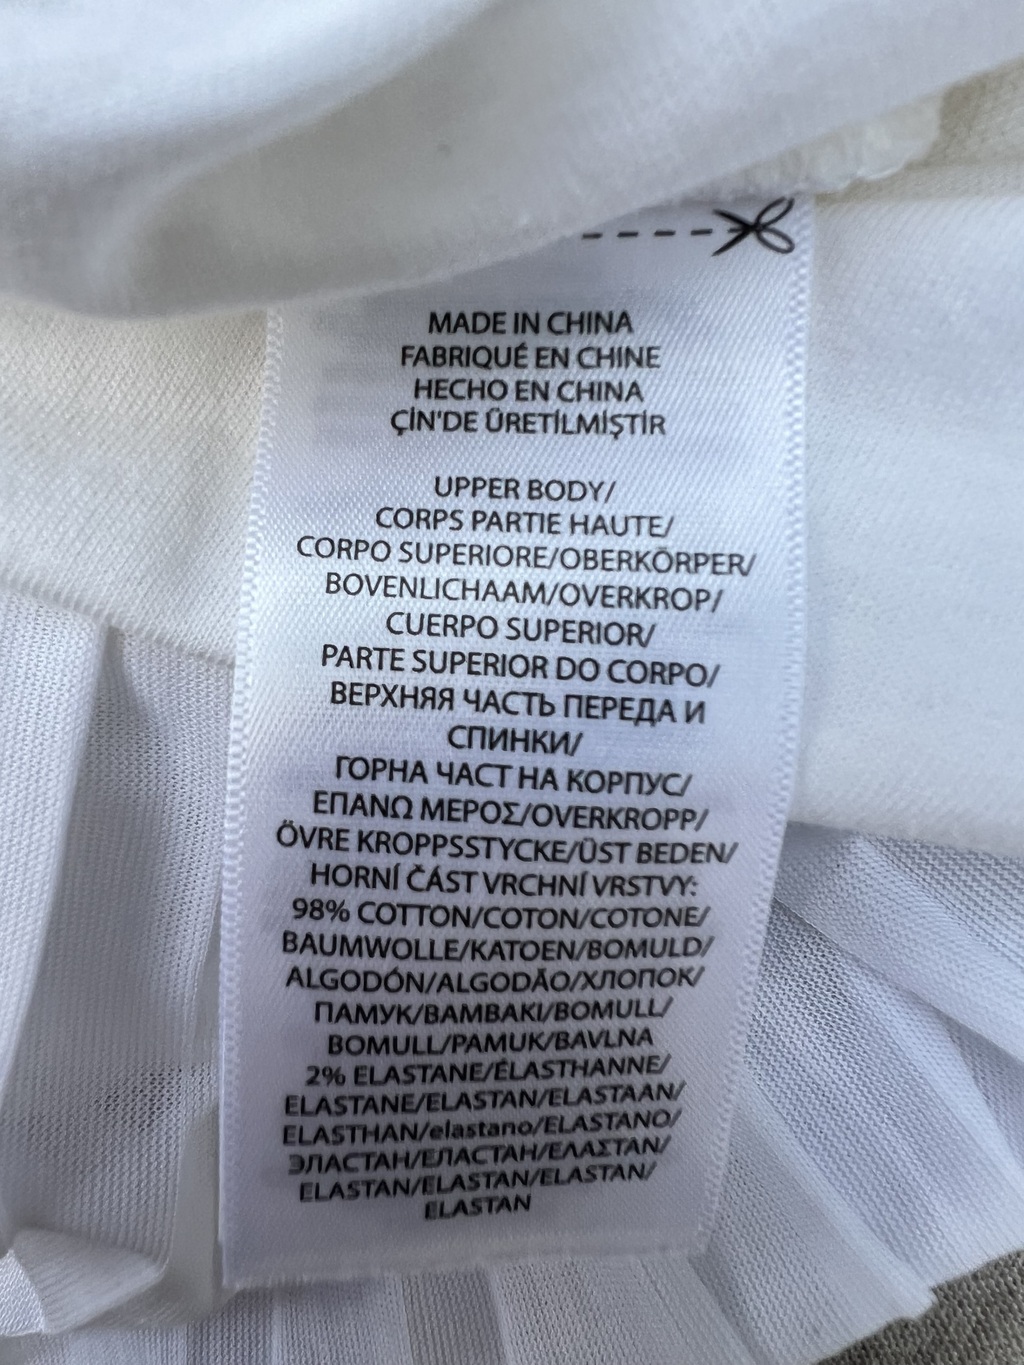 MADE IN CHINA
FABRIQUÉ EN CHINE
HECHO EN CHINA
ÇİN'DE ÜRETİLMİŞTİR
UPPER BODY/
CORPS PARTIE HAUTE/
CORPO SUPERIORE/OBERKÖRPER/
BOVENLICHAAM/OVERKROP/
CUERPO SUPERIOR/
PARTE SUPERIOR DO CORPO/
ВЕРХНЯЯ ЧАСТЬ ПЕРЕДА И
СПИНКИ/
ГОРНА ЧАСТ НА КОРПУС/
ΕΠΑΝΩ ΜΕΡΟΣ/OVERKROPP/
ÖVRE KROPPSSTYCKE/ÜST BEDEN/
HORNÍ ČÁST VRCHNÍ VRSTVY:
98% COTTON/COTON/COTONE/
BAUMWOLLE/KATOEN/BOMULD/
ALGODÓN/ALGODÃO/ХЛОПОК/
ПАМУК/ΒΑΜΒΑΚΙ/BOMULL/
BOMULL/PAMUK/BAVLNA
2% ELASTANE/ÉLASTHANNE/
ELASTANE/ELASTAN/ELASTAAN/
ELASTHAN/elastano/ELASTANO/
ЭЛАСТАН/ЕЛАСТАН/ΕΛΑΣΤΑΝ/
ELASTAN/ELASTAN/ELASTAN/
ELASTAN